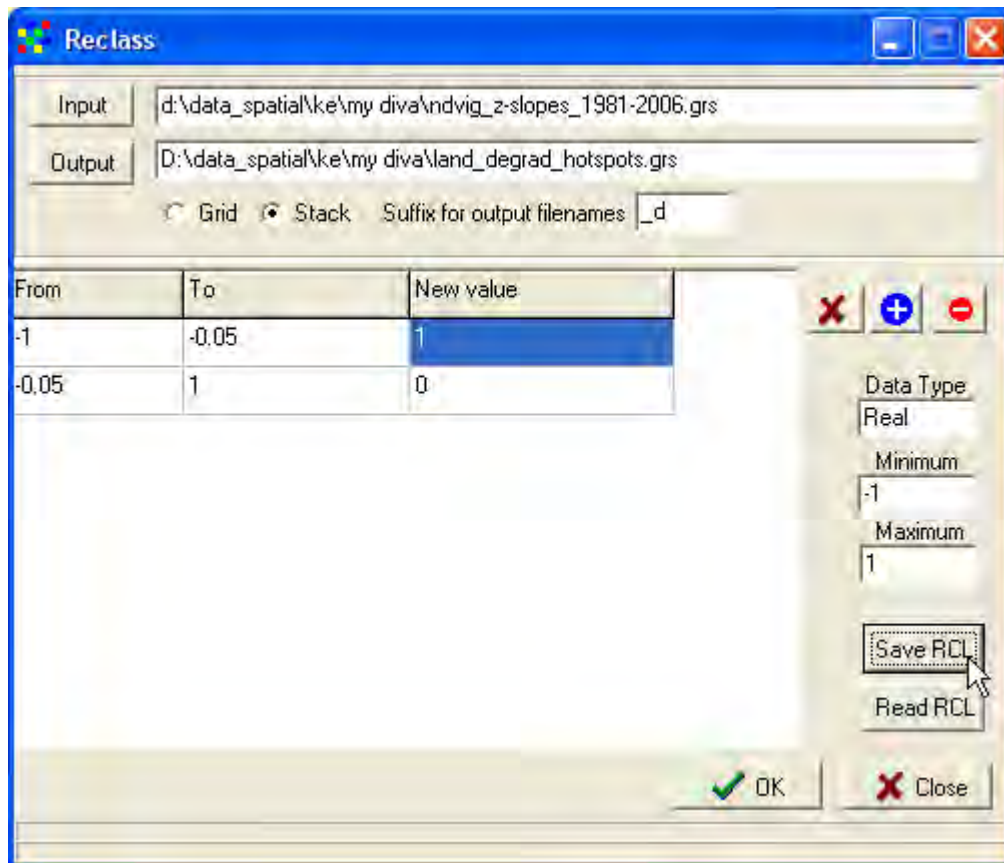 Reclass
Input d:\data_spatial\ke\my diva\ndvig_z-slopes_1981-2006.grs
Output D:\data_spatial\ke\my diva\land_degrad_hotspots.grs
Grid Stack Suffix for output filenames _d
From To New value
-1 -0.05 1
-0.05 1 0
Data Type
Real
Minimum
-1
Maximum
1
Save RCL
Read RCL
OK Close